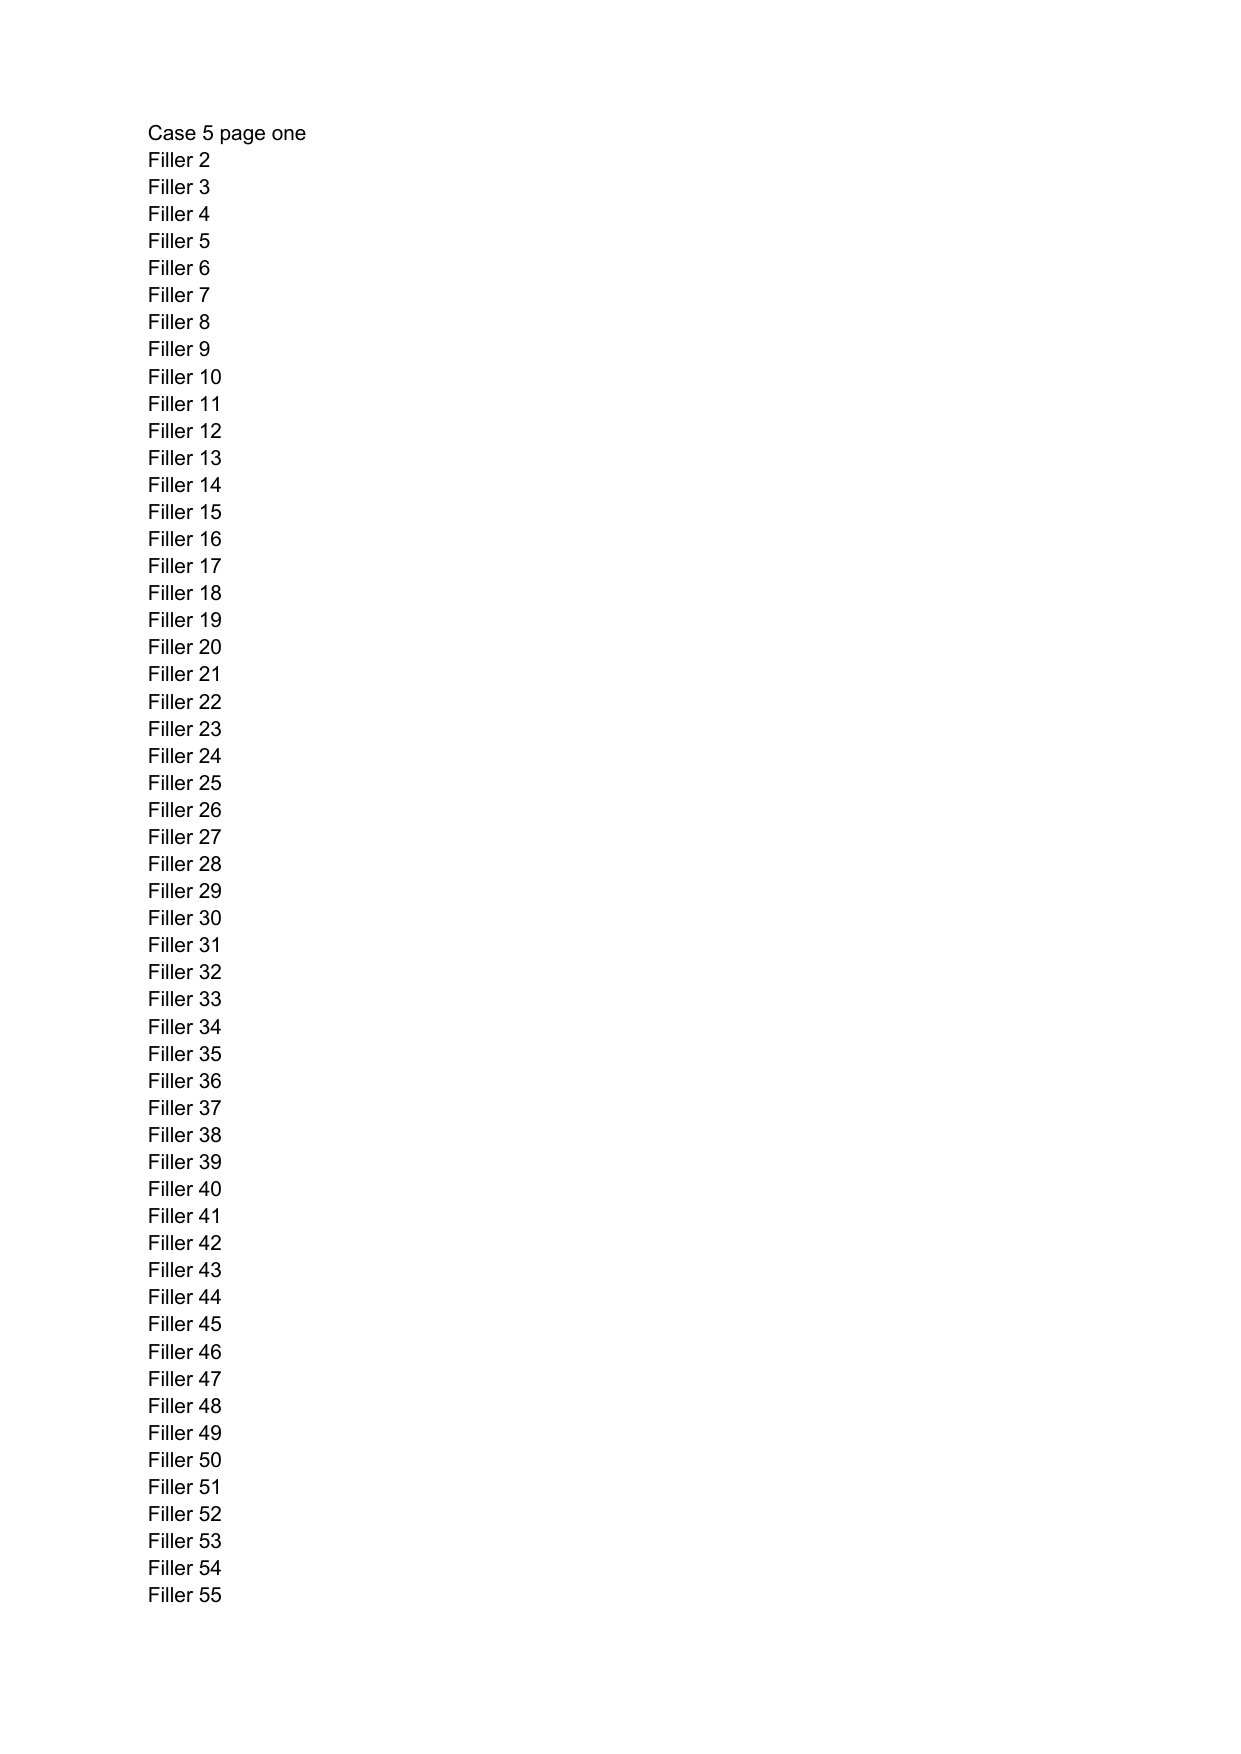 Case 5 page one
Filler 2
Filler 3
Filler 4
Filler 5
Filler 6
Filler 7
Filler 8
Filler 9
Filler 10
Filler 11
Filler 12
Filler 13
Filler 14
Filler 15
Filler 16
Filler 17
Filler 18
Filler 19
Filler 20
Filler 21
Filler 22
Filler 23
Filler 24
Filler 25
Filler 26
Filler 27
Filler 28
Filler 29
Filler 30
Filler 31
Filler 32
Filler 33
Filler 34
Filler 35
Filler 36
Filler 37
Filler 38
Filler 39
Filler 40
Filler 41
Filler 42
Filler 43
Filler 44
Filler 45
Filler 46
Filler 47
Filler 48
Filler 49
Filler 50
Filler 51
Filler 52
Filler 53
Filler 54
Filler 55